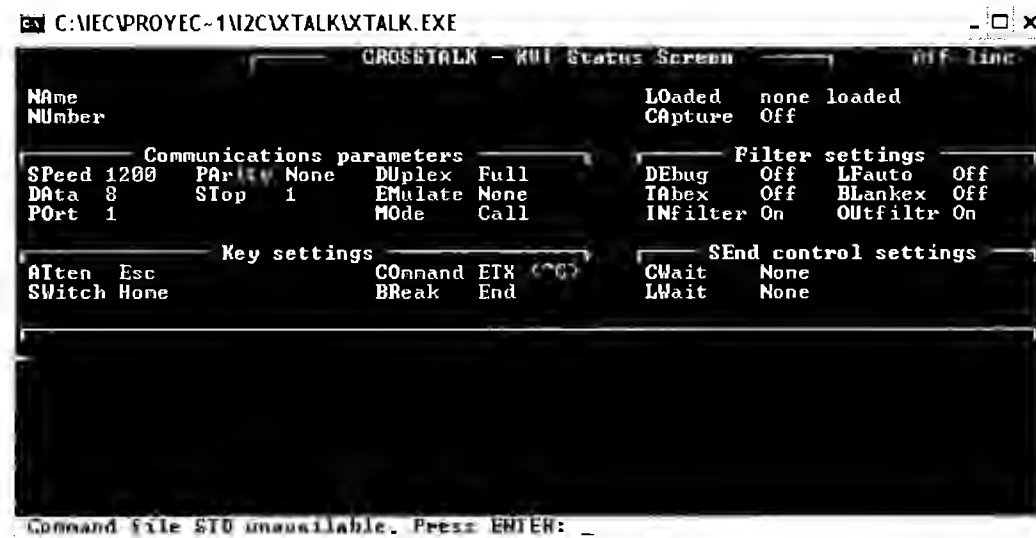 C:\IEC\PROYEC~1\I2C\XTALK\XTALK.EXE
CROSSTALK - XVI Status Screen Off line
NAme LOaded none loaded
NUmber CApture Off
Communications parameters Filter settings
SPeed 1200 PArity None DUplex Full DEbug Off LFauto Off
DAta 8 STop 1 EMulate None TAbex Off BLankex Off
POrt 1 MOde Call INfilter On OUtfiltr On
Key settings SEnd control settings
ATten Esc COmmand ETX (^C) CWait None
SWitch Home BReak End LWait None
Command file STD unavailable. Press ENTER: _